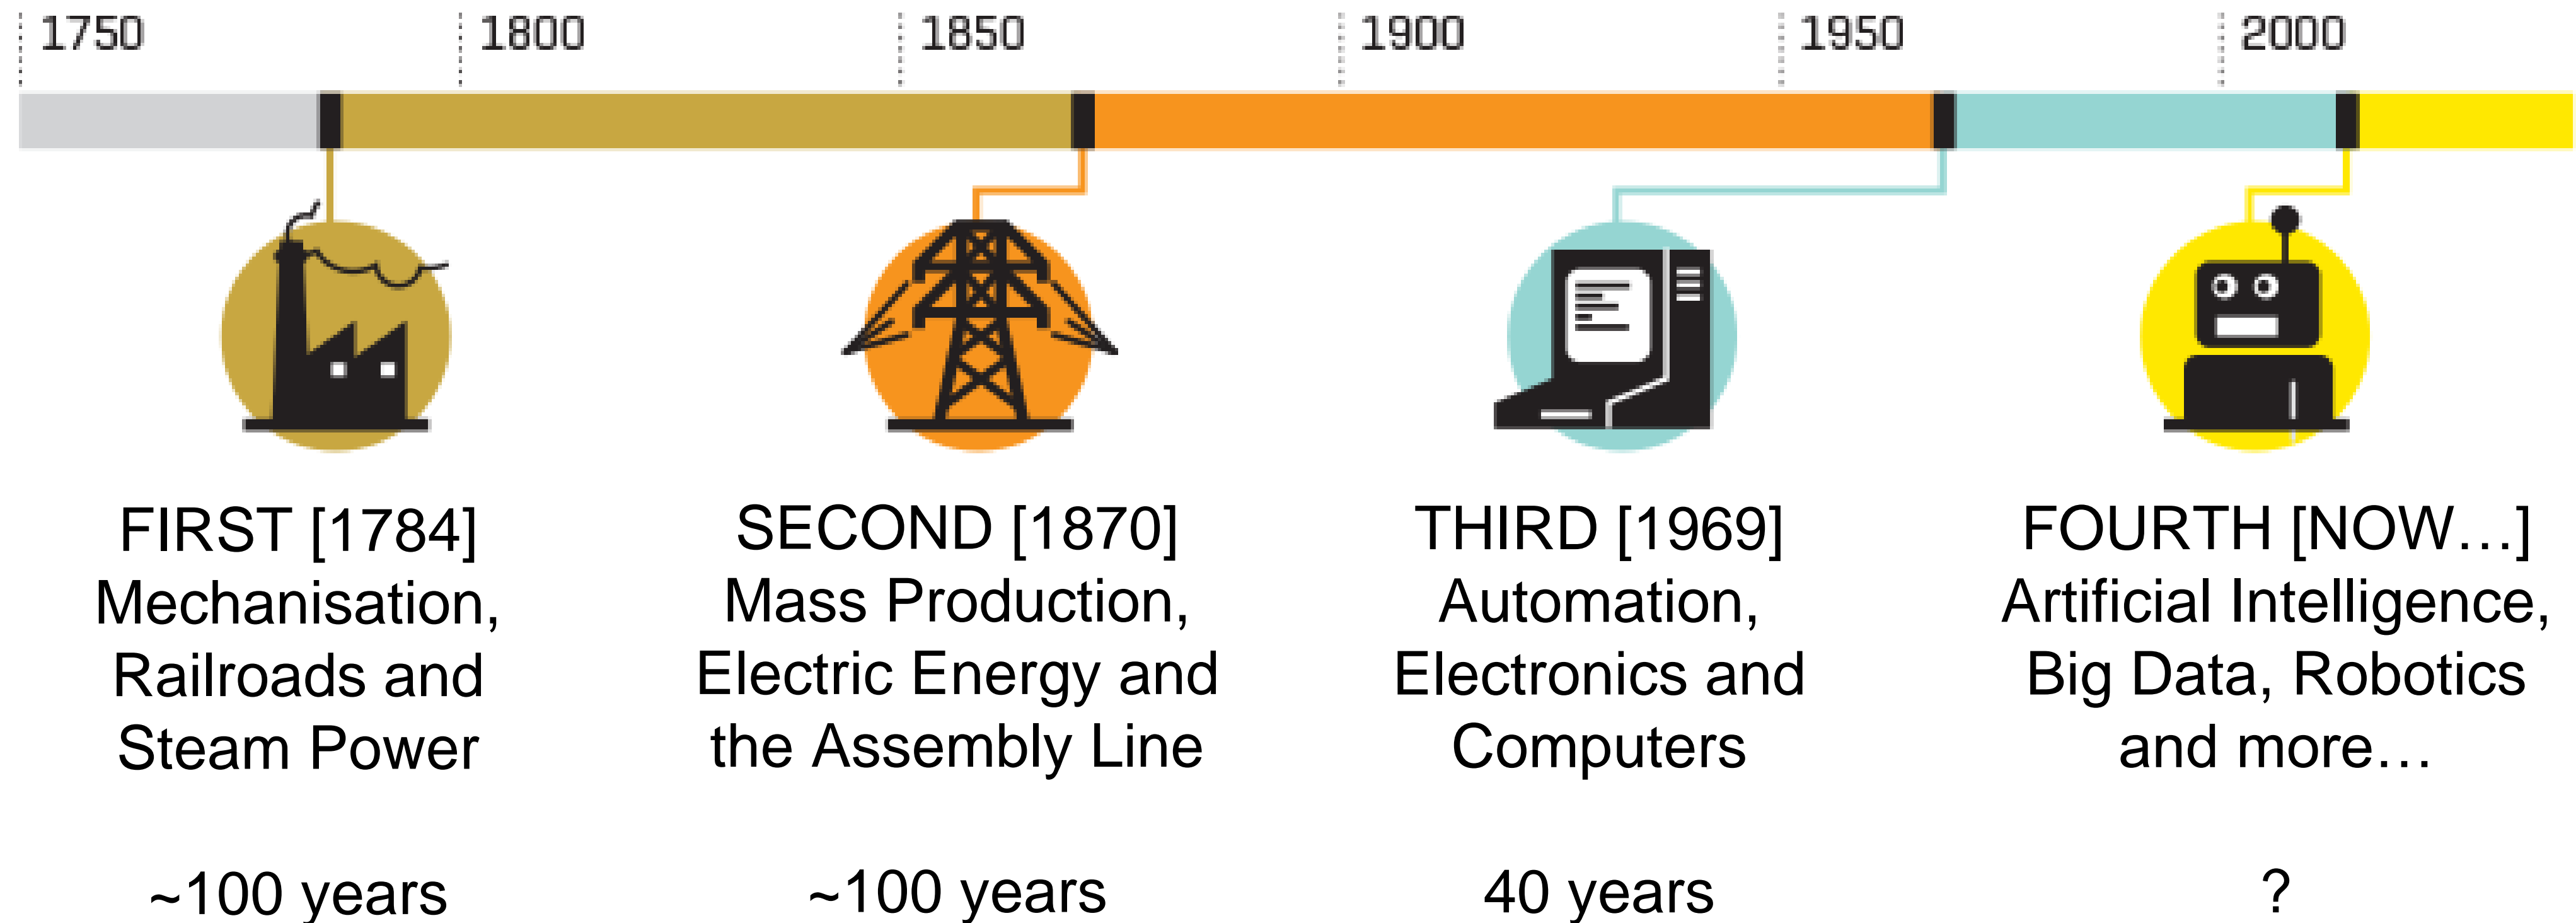 1750
1800
1850
1900
1950
2000
FIRST [1784]
Mechanisation,
Railroads and
Steam Power
~100 years
SECOND [1870]
Mass Production,
Electric Energy and
the Assembly Line
~100 years
THIRD [1969]
Automation,
Electronics and
Computers
40 years
FOURTH [NOW…]
Artificial Intelligence,
Big Data, Robotics
and more…
?